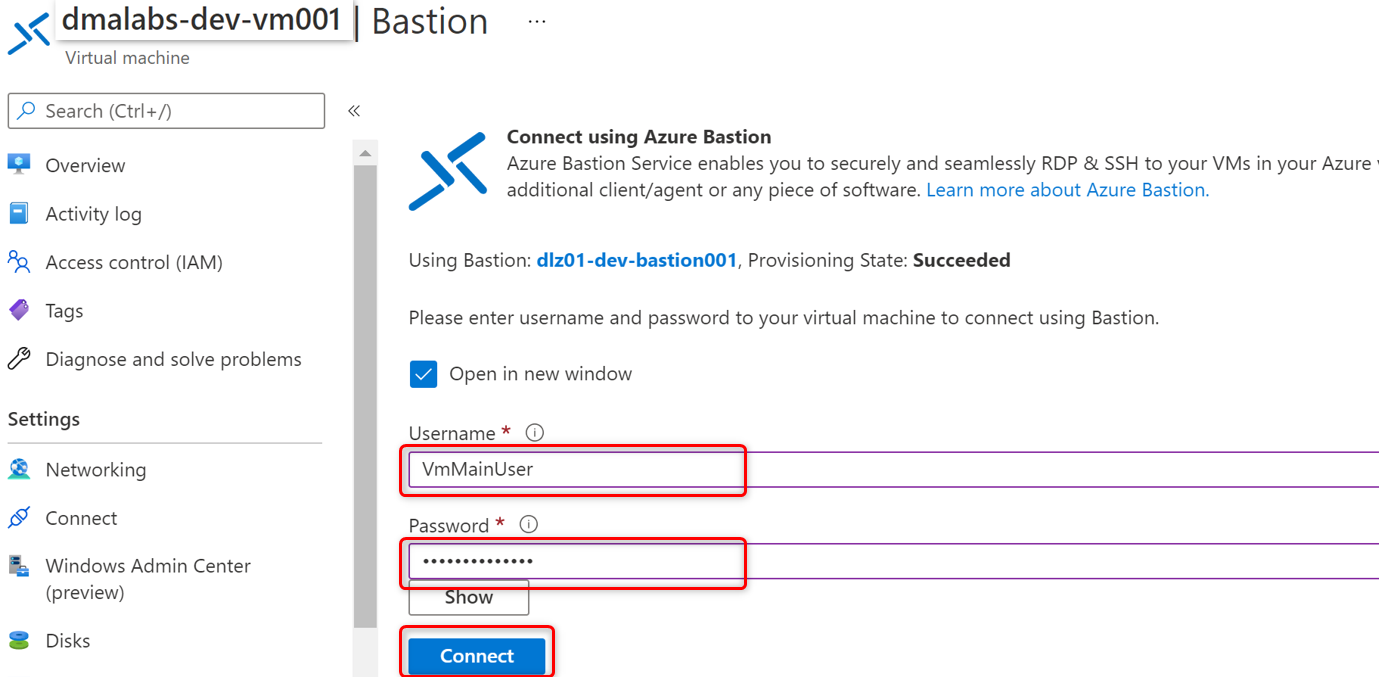 dmalabs-dev-vm001 | Bastion ...
Virtual machine
Search (Ctrl+/)
«
Overview
Activity log
Access control (IAM)
Tags
Diagnose and solve problems
Settings
Networking
Connect
Windows Admin Center
(preview)
Disks
Connect using Azure Bastion
Azure Bastion Service enables you to securely and seamlessly RDP & SSH to your VMs in your Azure
additional client/agent or any piece of software. Learn more about Azure Bastion.
Using Bastion: dlz01-dev-bastion001, Provisioning State: Succeeded
Please enter username and password to your virtual machine to connect using Bastion.
Open in new window
Username *
VmMainUser
Password *
••••••••••••••
Show
Connect